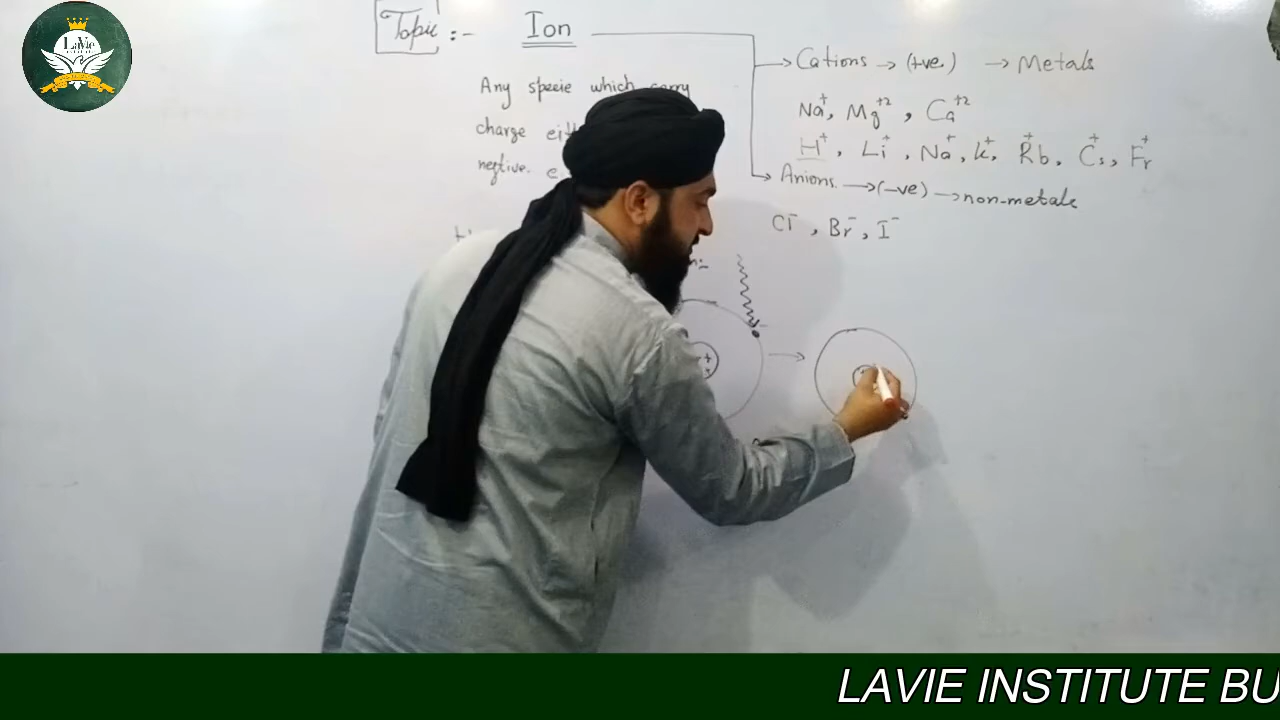 Topic :- Ion
Any specie which carry
charge
negtive.
→ Cations → (+ve) → Metals
Na⁺, Mg⁺², Ca⁺²
H⁺, Li⁺, Na⁺, K⁺, Rb⁺, Cs⁺, Fr⁺
→ Anions → (-ve) → non-metals
Cl⁻, Br⁻, I⁻
LaVie
LAVIE INSTITUTE BU